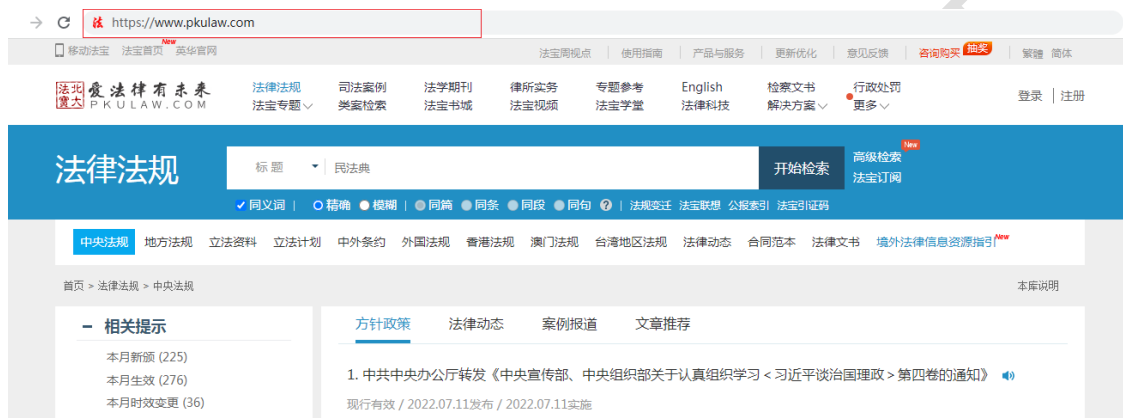 https://www.pkulaw.com
移动法宝 法宝首页 New 英华官网 法宝周视点 | 使用指南 | 产品与服务 | 更新优化 | 意见反馈 | 咨询购买 抽奖 | 繁體 简体
法北寶大 爱法律有未来 法律法规 司法案例 法学期刊 律所实务 专题参考 English 检察文书 行政处罚
PKULAW.COM 法宝专题 类案检索 法宝书城 法宝视频 法宝学堂 法律科技 解决方案 更多 登录 | 注册
法律法规 标题 民法典 开始检索 高级检索 New
法宝订阅
同义词 | 精确 模糊 | 同篇 同条 同段 同句 ? | 法规变迁 法宝联想 公报索引 法宝引证码
中央法规 地方法规 立法资料 立法计划 中外条约 外国法规 香港法规 澳门法规 台湾地区法规 法律动态 合同范本 法律文书 境外法律信息资源指引 New
首页 > 法律法规 > 中央法规 本库说明
相关提示 方针政策 法律动态 案例报道 文章推荐
本月新颁 (225)
本月生效 (276) 1. 中共中央办公厅转发《中央宣传部、中央组织部关于认真组织学习＜习近平谈治国理政＞第四卷的通知》
本月时效变更 (36) 现行有效 / 2022.07.11发布 / 2022.07.11实施